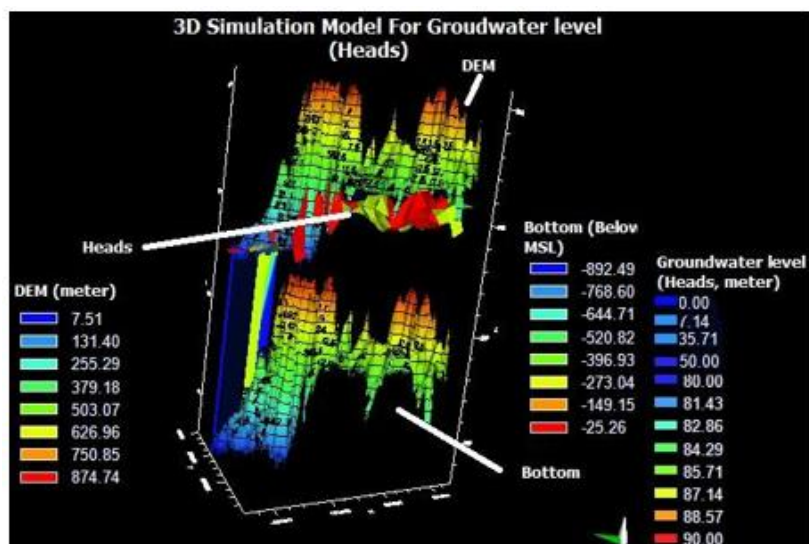 3D Simulation Model For Groudwater level
(Heads)
DEM
Heads
DEM (meter)
7.51
131.40
255.29
379.18
503.07
626.96
750.85
874.74
Bottom (Below
MSL)
-892.49
-768.60
-644.71
-520.82
-396.93
-273.04
-149.15
-25.26
Groundwater level
(Heads, meter)
0.00
7.14
35.71
50.00
80.00
81.43
82.86
84.29
85.71
87.14
88.57
90.00
Bottom